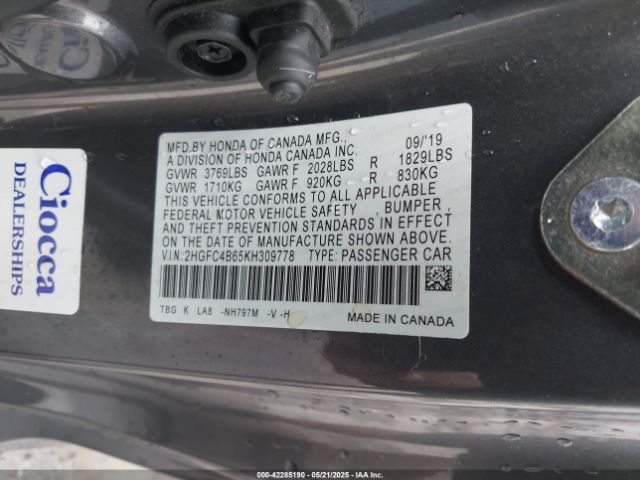 MFD.BY HONDA OF CANADA MFG., 09/'19
A DIVISION OF HONDA CANADA INC.
GVWR 3769LBS GAWR F 2028LBS R 1829LBS
GVWR 1710KG GAWR F 920KG R 830KG
THIS VEHICLE CONFORMS TO ALL APPLICABLE
FEDERAL MOTOR VEHICLE SAFETY , BUMPER ,
AND THEFT PREVENTION STANDARDS IN EFFECT
ON THE DATE OF MANUFACTURE SHOWN ABOVE.
V.I.N.:2HGFC4B65KH309778 TYPE: PASSENGER CAR
TBG K LA8 -NH797M -V -H
MADE IN CANADA
Ciocca
DEALERSHIPS
000-42285190 - 05/21/2025 - IAAI.COM